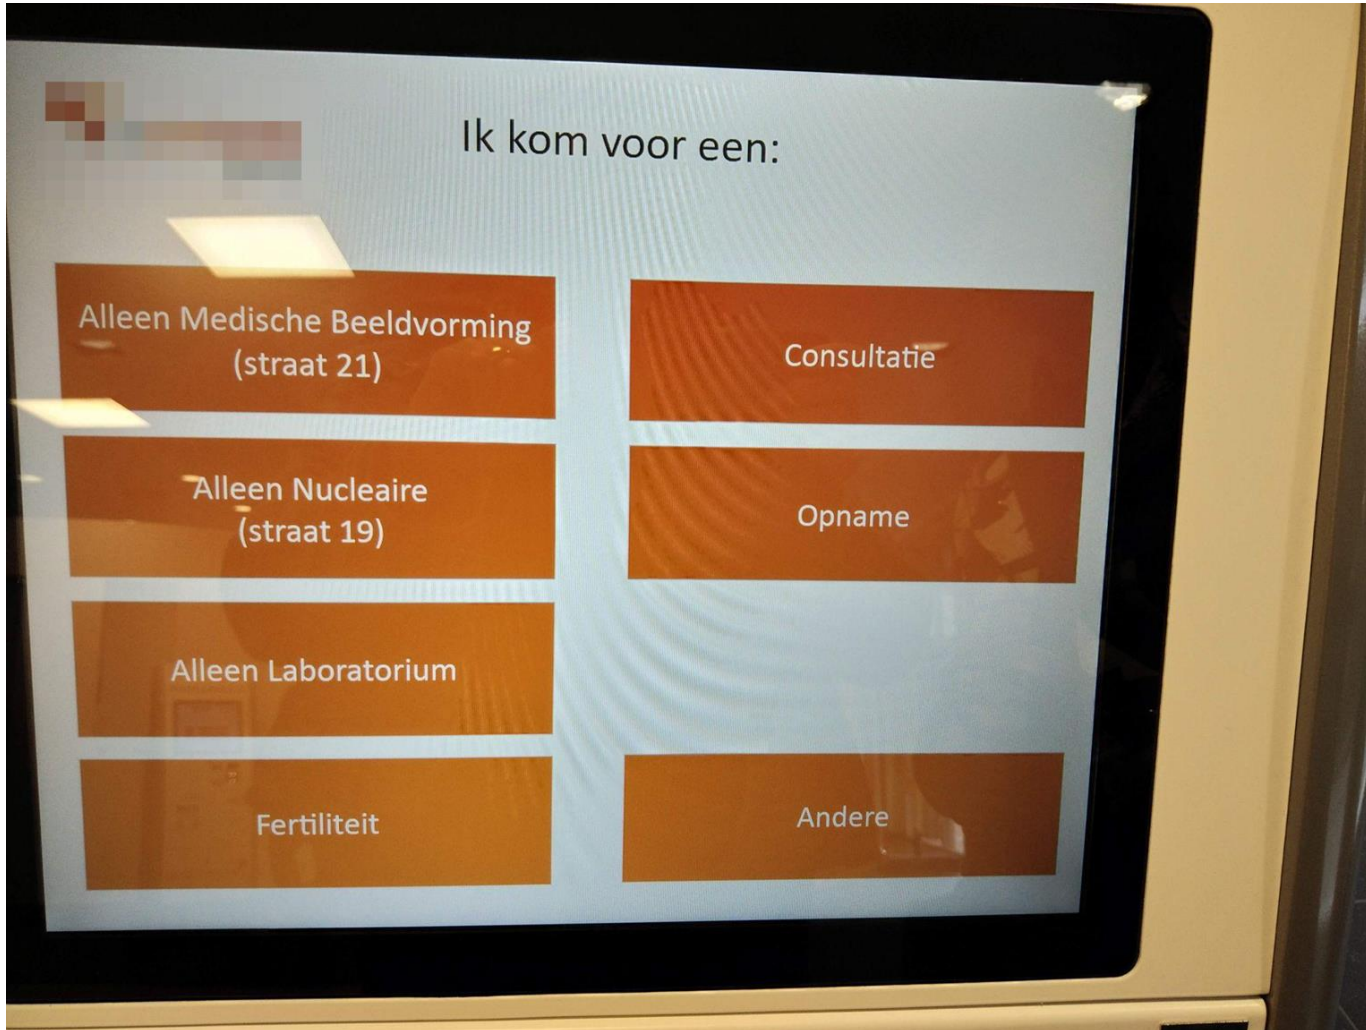 Ik kom voor een:
Alleen Medische Beeldvorming
(straat 21)
Consultatie
Alleen Nucleaire
(straat 19)
Opname
Alleen Laboratorium
Fertiliteit
Andere